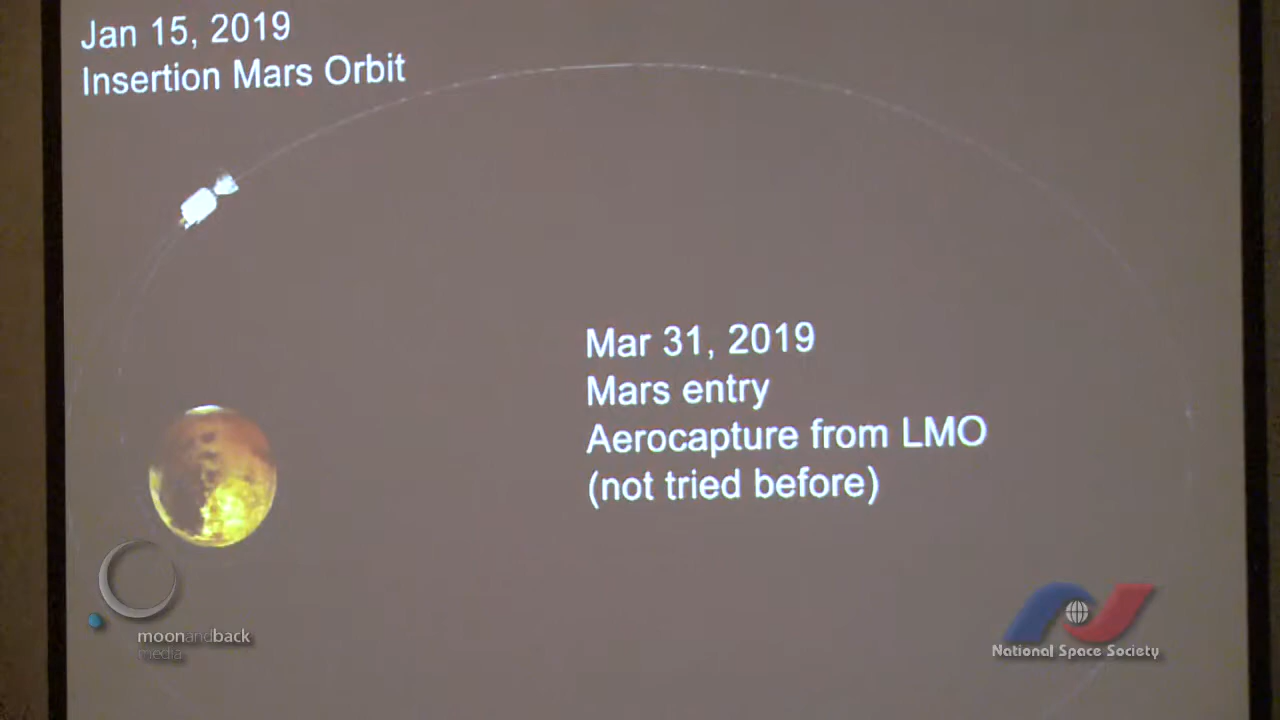 Jan 15, 2019
Insertion Mars Orbit
Mar 31, 2019
Mars entry
Aerocapture from LMO
(not tried before)
moonandback
media
National Space Society